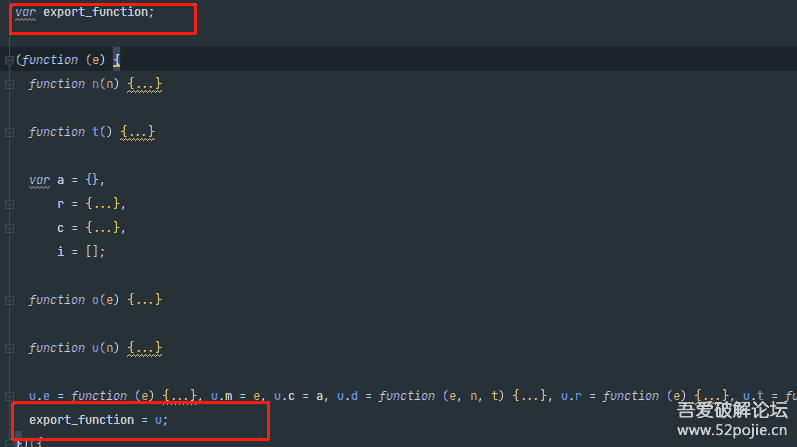 var export_function;
(function (e) {
function n(n) {...}
function t() {...}
var a = {},
r = {...},
c = {...},
i = [];
function o(e) {...}
function u(n) {...}
u.e = function (e) {...}, u.m = e, u.c = a, u.d = function (e, n, t) {...}, u.r = function (e) {...}, u.t = fu
export_function = u;
})({
吾爱破解论坛
www.52pojie.cn